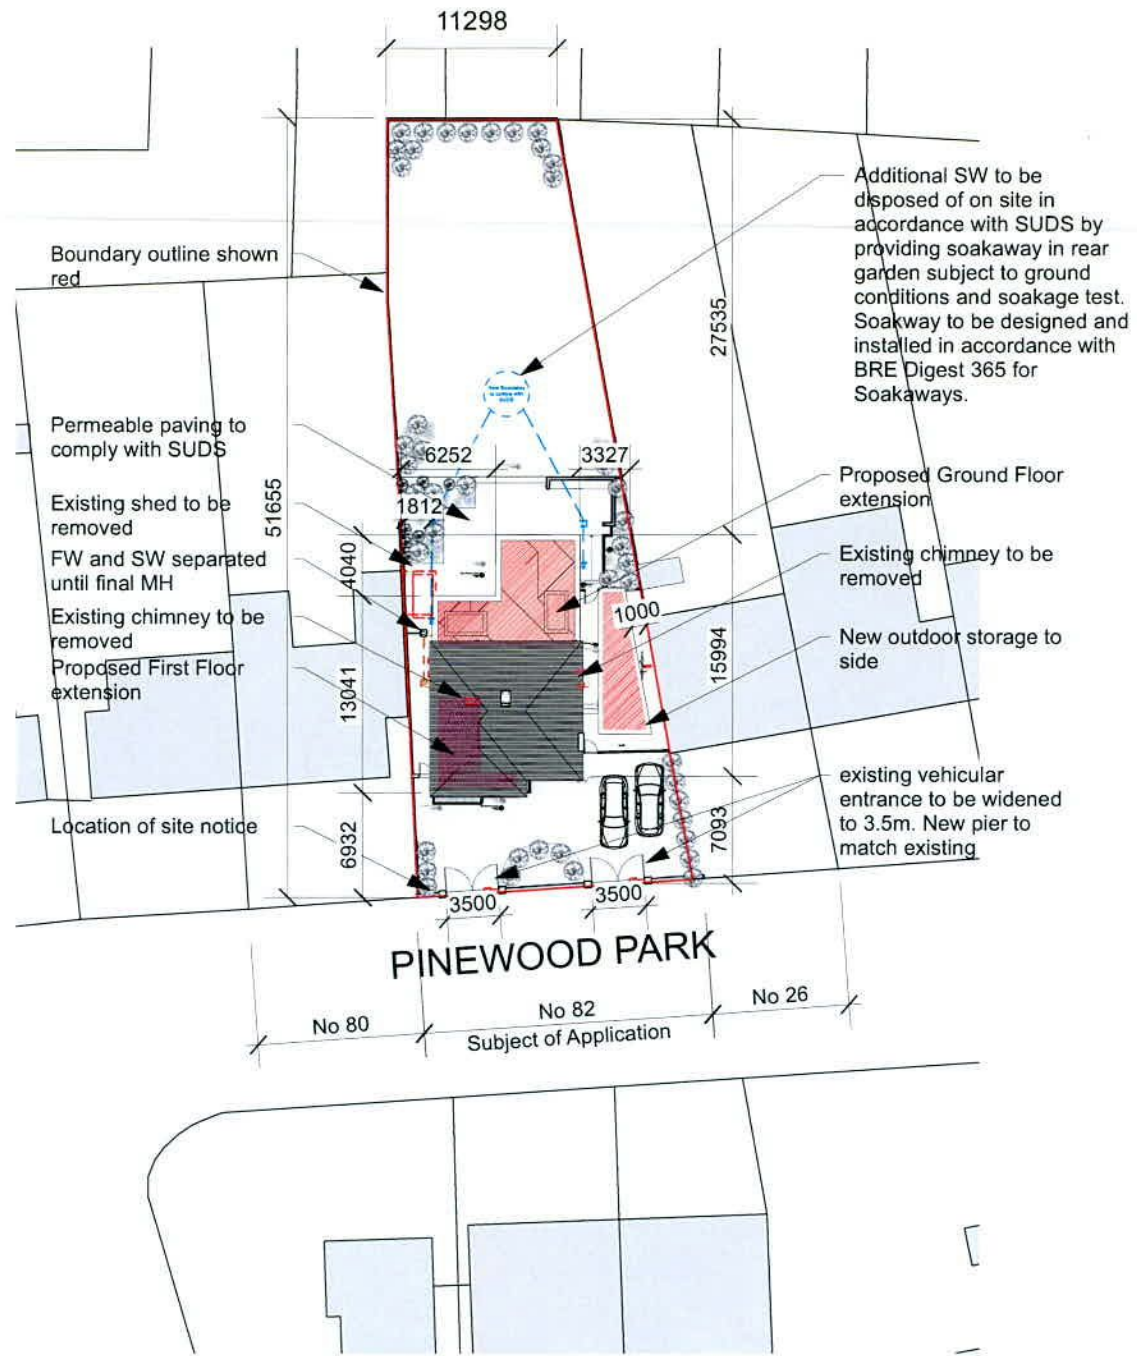 11298
Boundary outline shown
red
Additional SW to be
disposed of on site in
accordance with SUDS by
providing soakaway in rear
garden subject to ground
conditions and soakage test.
Soakway to be designed and
installed in accordance with
BRE Digest 365 for
Soakaways.
27535
51655
Permeable paving to
comply with SUDS
6252
3327
1812
Existing shed to be
removed
FW and SW separated
until final MH
Existing chimney to be
removed
Proposed First Floor
extension
4040
13041
Proposed Ground Floor
extension
Existing chimney to be
removed
1000
New outdoor storage to
side
15994
Location of site notice
6932
7093
existing vehicular
entrance to be widened
to 3.5m. New pier to
match existing
3500
3500
PINEWOOD PARK
No 80
No 82
No 26
Subject of Application